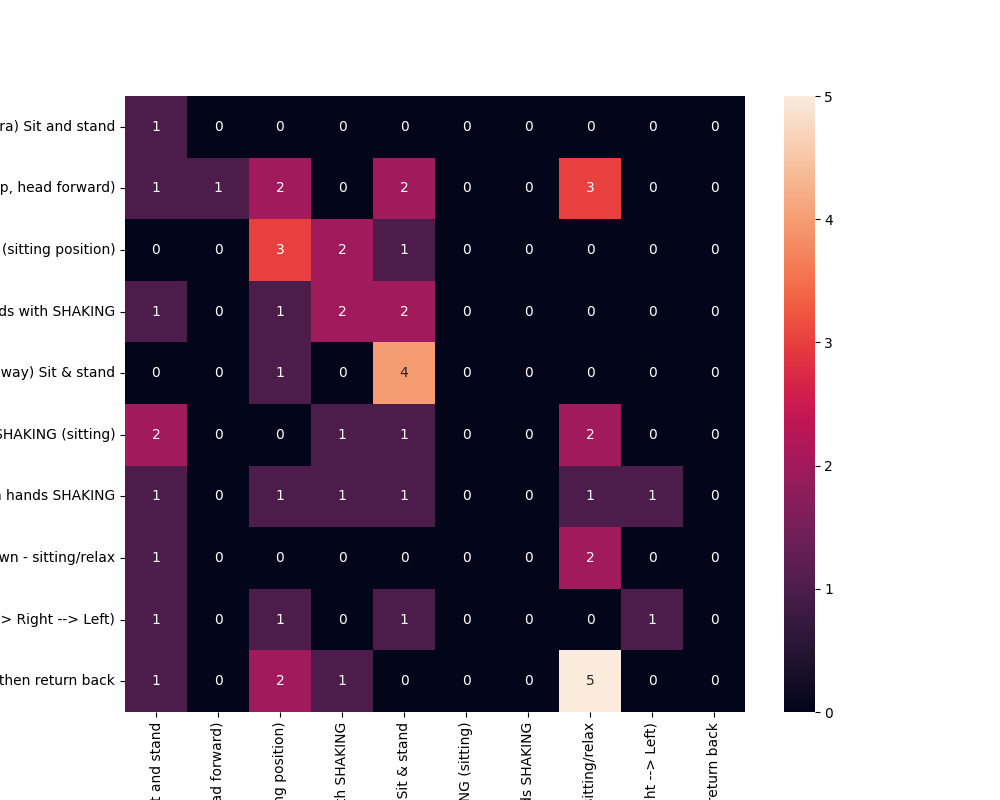 ra) Sit and stand 1 0 0 0 0 0 0 0 0 0
p, head forward) 1 1 2 0 2 0 0 3 0 0
(sitting position) 0 0 3 2 1 0 0 0 0 0
ds with SHAKING 1 0 1 2 2 0 0 0 0 0
way) Sit & stand 0 0 1 0 4 0 0 0 0 0
SHAKING (sitting) 2 0 0 1 1 0 0 2 0 0
hands SHAKING 1 0 1 1 1 0 0 1 1 0
wn - sitting/relax 1 0 0 0 0 0 0 2 0 0
> Right --> Left) 1 0 1 0 1 0 0 0 1 0
then return back 1 0 2 1 0 0 0 5 0 0
t and stand
ad forward)
ng position)
th SHAKING
Sit & stand
NG (sitting)
ds SHAKING
sitting/relax
ht --> Left)
return back
5
4
3
2
1
0